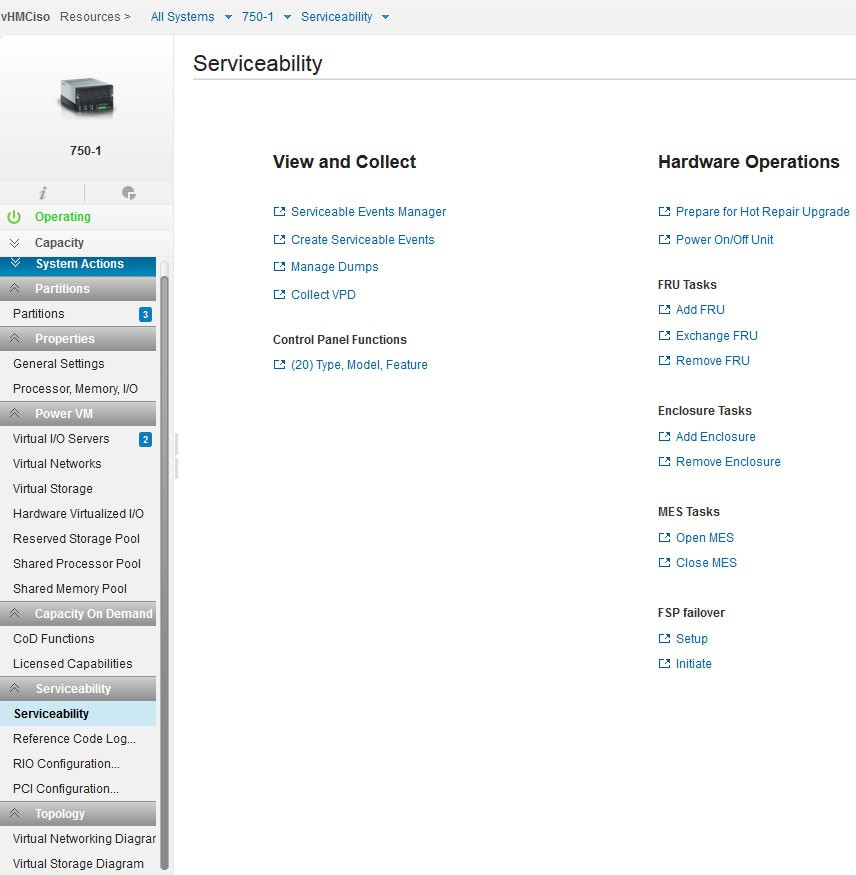 vHMCiso Resources > All Systems 750-1 Serviceability
750-1
i
Operating
Capacity
System Actions
Partitions
Partitions 3
Properties
General Settings
Processor, Memory, I/O
Power VM
Virtual I/O Servers 2
Virtual Networks
Virtual Storage
Hardware Virtualized I/O
Reserved Storage Pool
Shared Processor Pool
Shared Memory Pool
Capacity On Demand
CoD Functions
Licensed Capabilities
Serviceability
Serviceability
Reference Code Log...
RIO Configuration...
PCI Configuration...
Topology
Virtual Networking Diagrar
Virtual Storage Diagram
Serviceability
View and Collect
Serviceable Events Manager
Create Serviceable Events
Manage Dumps
Collect VPD
Control Panel Functions
(20) Type, Model, Feature
Hardware Operations
Prepare for Hot Repair Upgrade
Power On/Off Unit
FRU Tasks
Add FRU
Exchange FRU
Remove FRU
Enclosure Tasks
Add Enclosure
Remove Enclosure
MES Tasks
Open MES
Close MES
FSP failover
Setup
Initiate